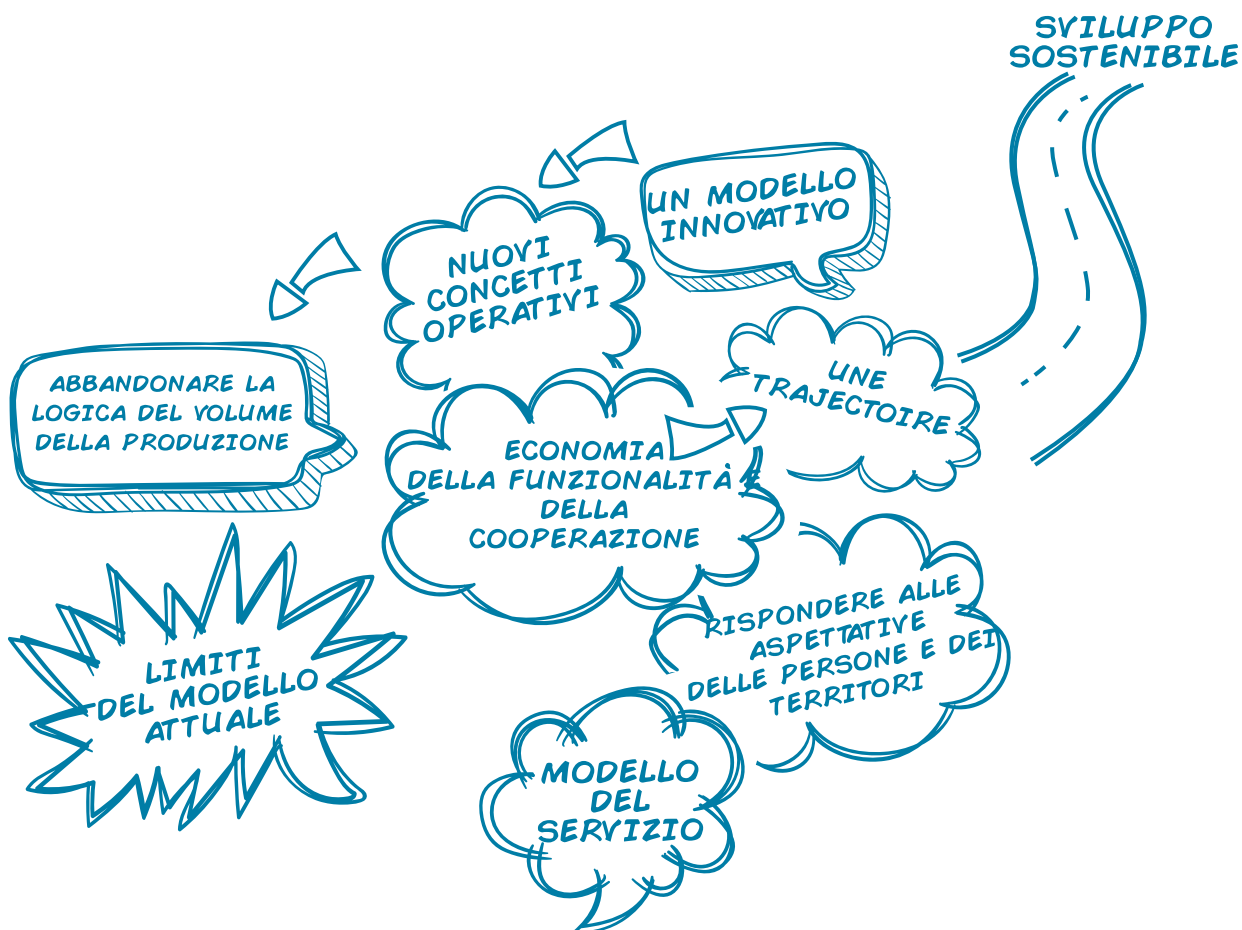 SVILUPPO
SOSTENIBILE
UN MODELLO
INNOVATIVO
NUOVI
CONCETTI
OPERATIVI
ABBANDONARE LA
LOGICA DEL VOLUME
DELLA PRODUZIONE
UNE
TRAJECTOIRE
ECONOMIA
DELLA FUNZIONALITÀ E
DELLA
COOPERAZIONE
RISPONDERE ALLE
ASPETTATIVE
DELLE PERSONE E DEI
TERRITORI
LIMITI
DEL MODELLO
ATTUALE
MODELLO
DEL
SERVIZIO